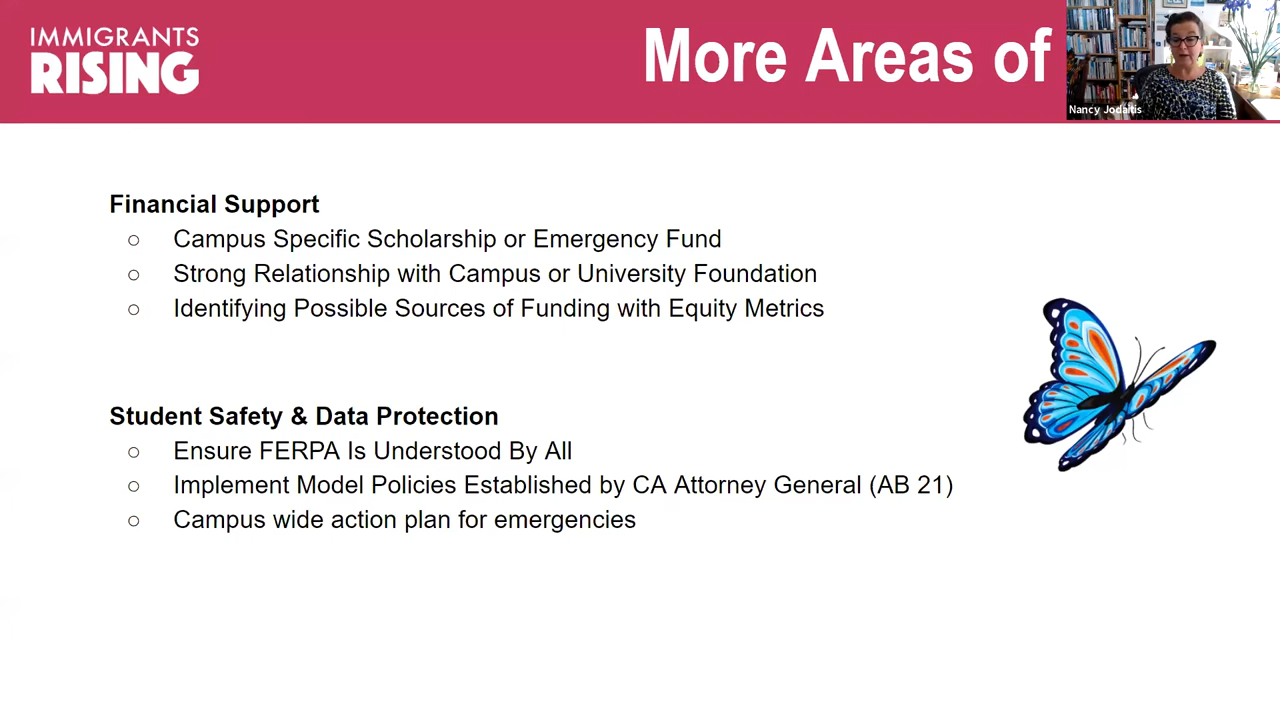 IMMIGRANTS
RISING
More Areas of
Nancy Jodaitis
Financial Support
○ Campus Specific Scholarship or Emergency Fund
○ Strong Relationship with Campus or University Foundation
○ Identifying Possible Sources of Funding with Equity Metrics
Student Safety & Data Protection
○ Ensure FERPA Is Understood By All
○ Implement Model Policies Established by CA Attorney General (AB 21)
○ Campus wide action plan for emergencies